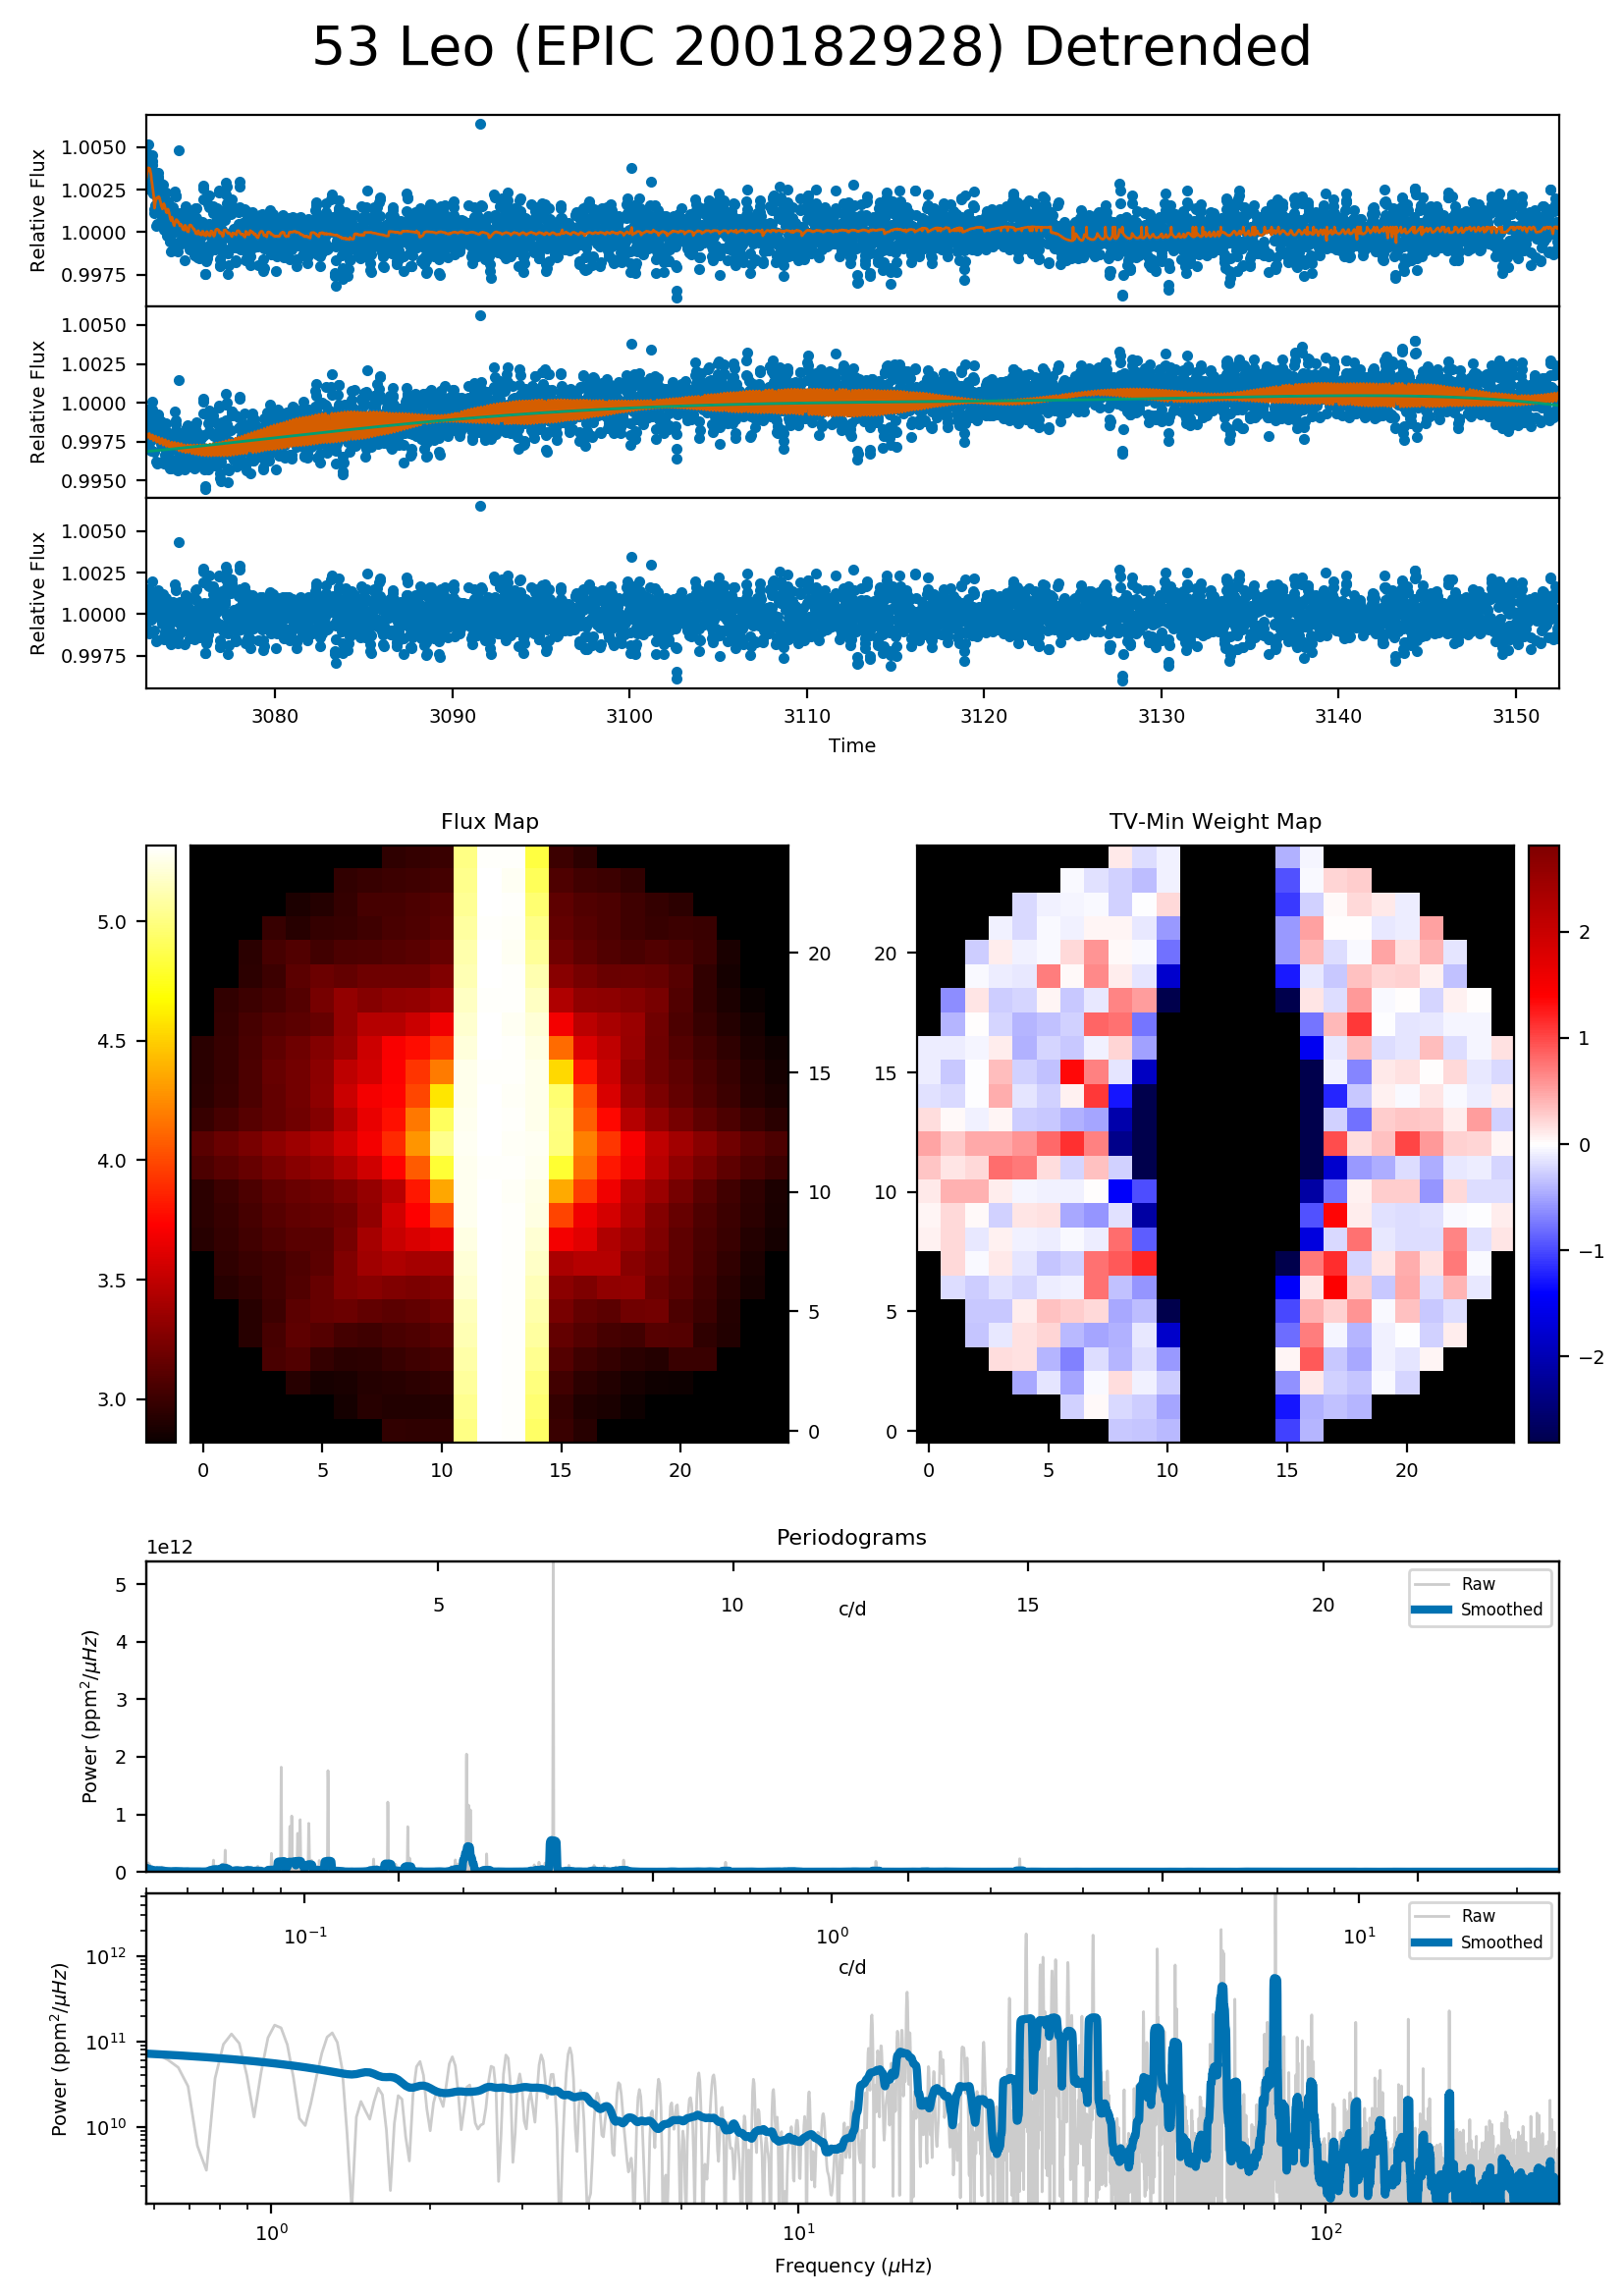 53 Leo (EPIC 200182928) Detrended
Relative Flux
1.0050
1.0025
1.0000
0.9975
Relative Flux
1.0050
1.0025
1.0000
0.9975
0.9950
Relative Flux
1.0050
1.0025
1.0000
0.9975
3080 3090 3100 3110 3120 3130 3140 3150
Time
Flux Map
5.0
4.5
4.0
3.5
3.0
20
15
10
5
0
0 5 10 15 20
TV-Min Weight Map
20
15
10
5
0
0 5 10 15 20
2
1
0
−1
−2
Periodograms
1e12
Power (ppm²/μHz)
5
4
3
2
1
0
5 10 15 20
c/d
Raw
Smoothed
Power (ppm²/μHz)
10¹²
10¹¹
10¹⁰
10⁻¹ 10⁰ 10¹
c/d
Raw
Smoothed
10⁰ 10¹ 10²
Frequency (μHz)